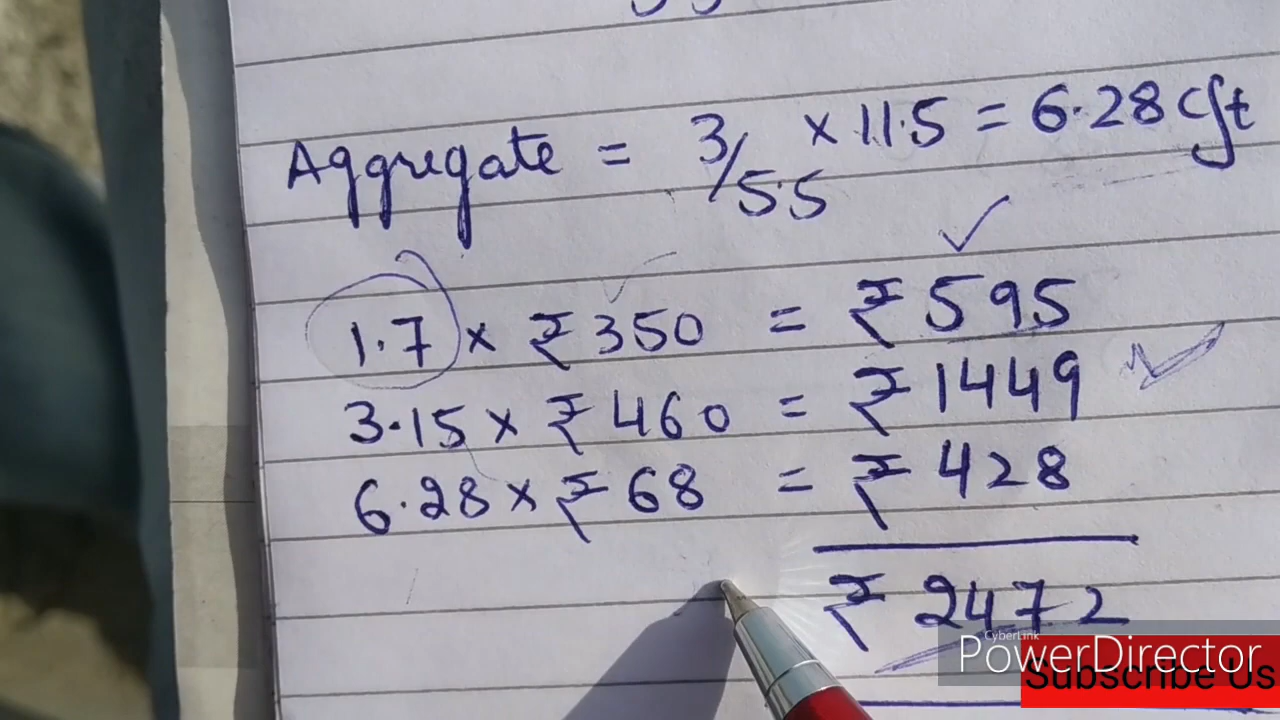 Aggregate = 3/5.5 × 11.5 = 6.28 Cft
1.7 × ₹ 350 = ₹ 595
3.15 × ₹ 460 = ₹ 1449
6.28 × ₹ 68 = ₹ 428
₹ 2472
CyberLink
PowerDirector
Subscribe Us